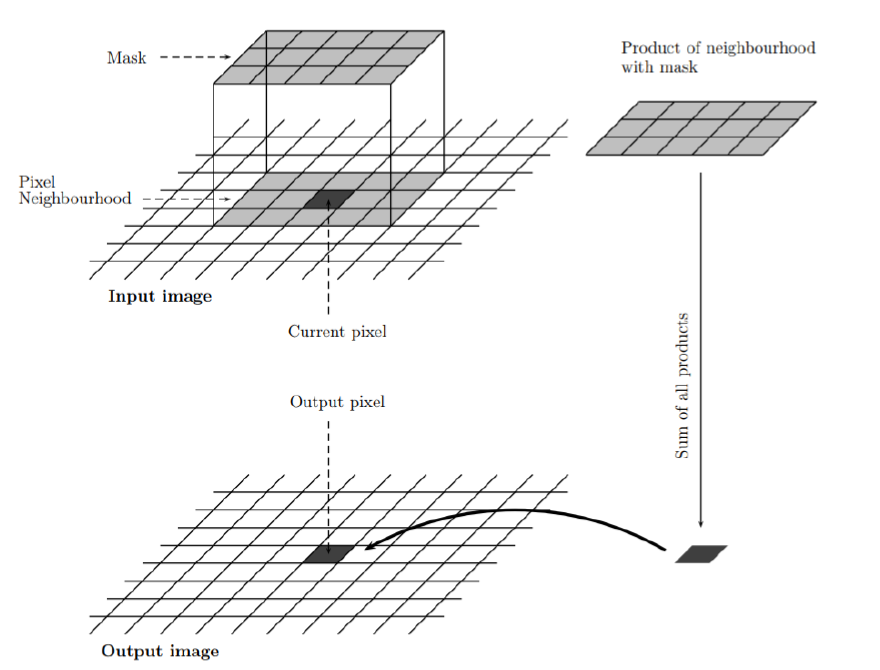 Mask
Product of neighbourhood
with mask
Pixel
Neighbourhood
Input image
Current pixel
Output pixel
Sum of all products
Output image